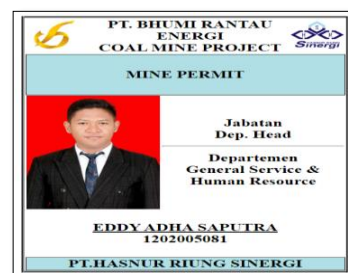 PT. BHUMI RANTAU
ENERGI
COAL MINE PROJECT
Sinergi
MINE PERMIT
Jabatan
Dep. Head
Departemen
General Service &
Human Resource
EDDY ADHA SAPUTRA
1202005081
PT.HASNUR RIUNG SINERGI